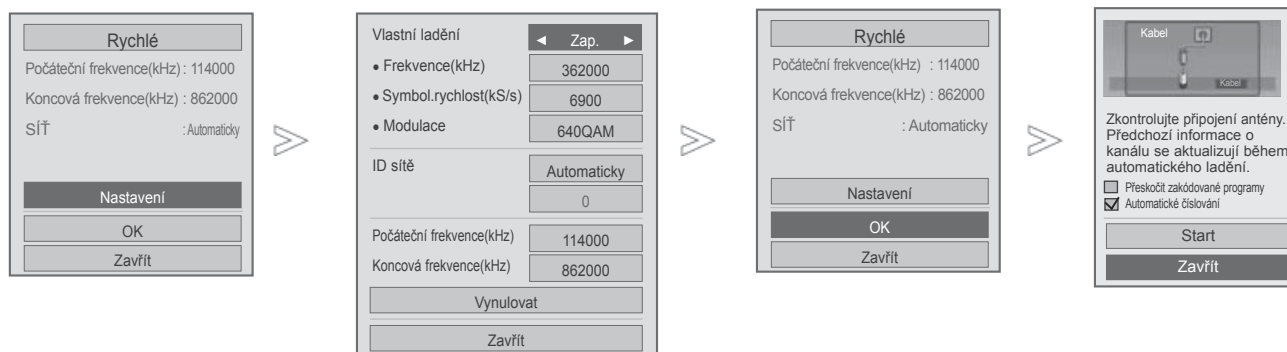 Rychlé
Počáteční frekvence(kHz) : 114000
Koncová frekvence(kHz) : 862000
SÍŤ : Automaticky
Nastavení
OK
Zavřít
Vlastní ladění ◄ Zap. ►
● Frekvence(kHz) 362000
● Symbol.rychlost(kS/s) 6900
● Modulace 640QAM
ID sítě Automaticky
0
Počáteční frekvence(kHz) 114000
Koncová frekvence(kHz) 862000
Vynulovat
Zavřít
Rychlé
Počáteční frekvence(kHz) : 114000
Koncová frekvence(kHz) : 862000
SÍŤ : Automaticky
Nastavení
OK
Zavřít
Kabel
Kabel
Zkontrolujte připojení antény.
Předchozí informace o
kanálu se aktualizují během
automatického ladění.
Přeskočit zakódované programy
Automatické číslování
Start
Zavřít